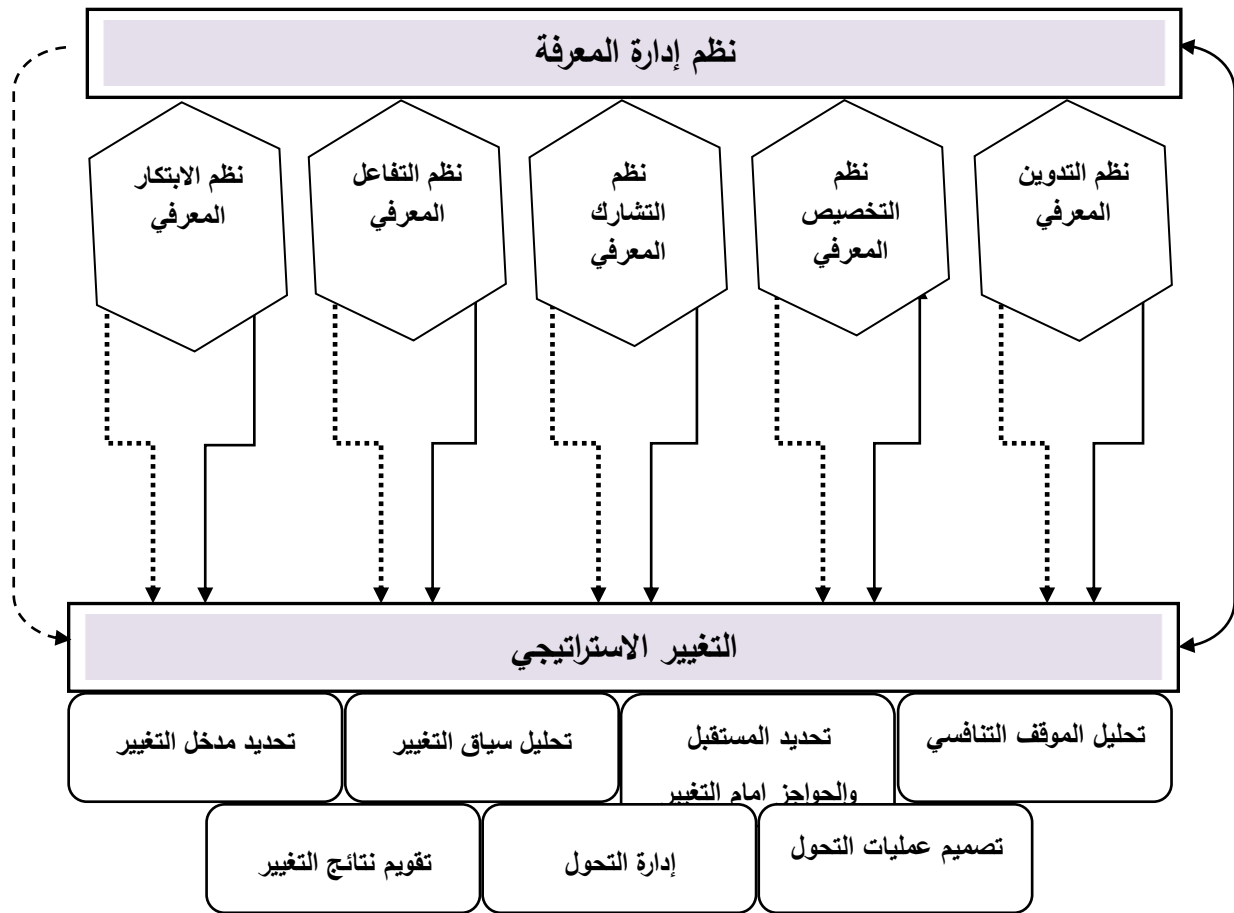 نظم إدارة المعرفة
نظم التدوين
المعرفي
نظم
التخصيص
المعرفي
نظم
التشارك
المعرفي
نظم التفاعل
المعرفي
نظم الابتكار
المعرفي
التغيير الاستراتيجي
تحليل الموقف التنافسي
تحديد المستقبل
والحواجز امام التغيير
تحليل سياق التغيير
تحديد مدخل التغيير
تصميم عمليات التحول
إدارة التحول
تقويم نتائج التغيير